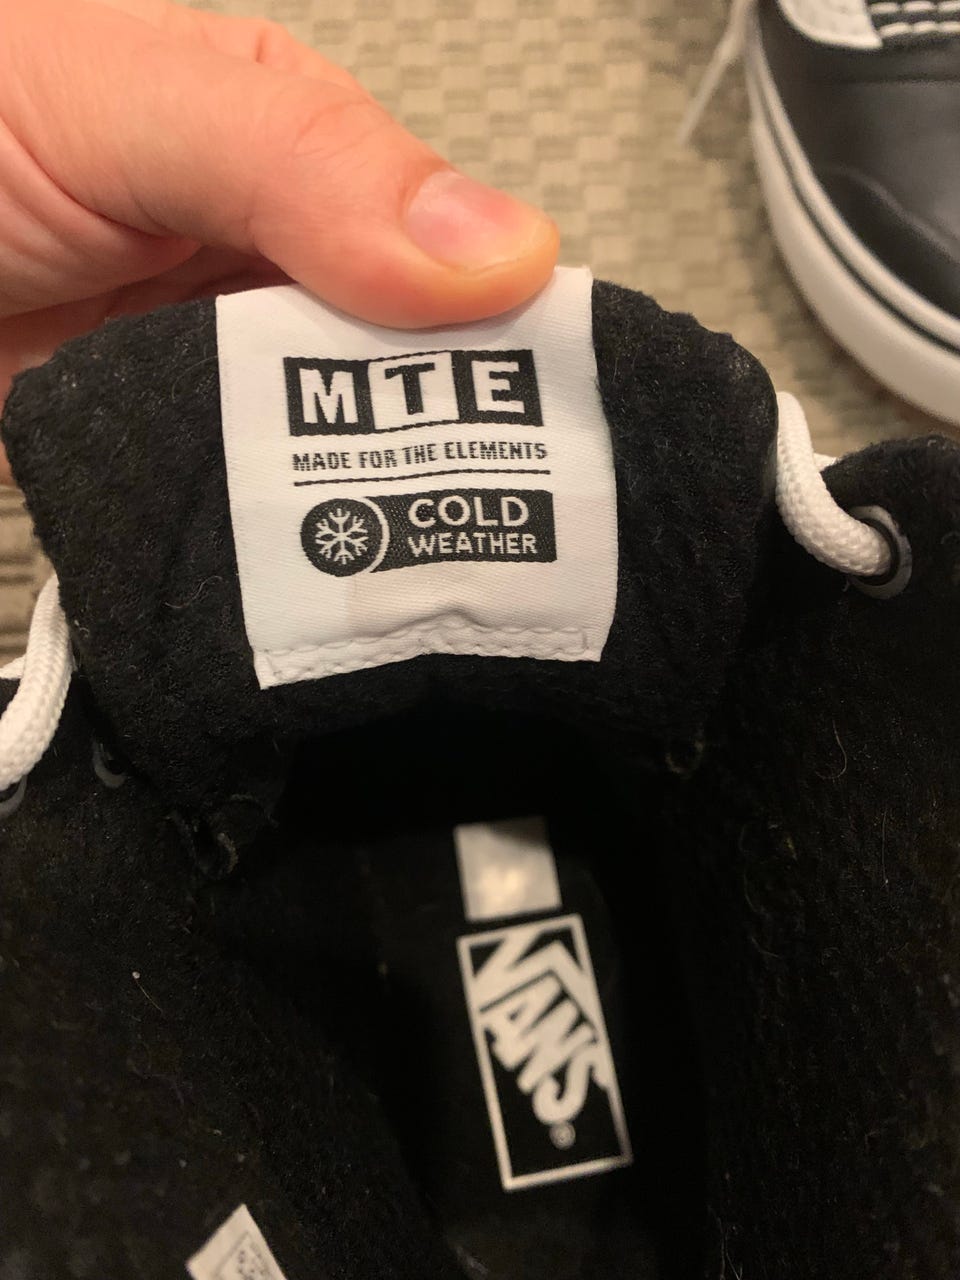 MTE
MADE FOR THE ELEMENTS
COLD
WEATHER
VANS
®